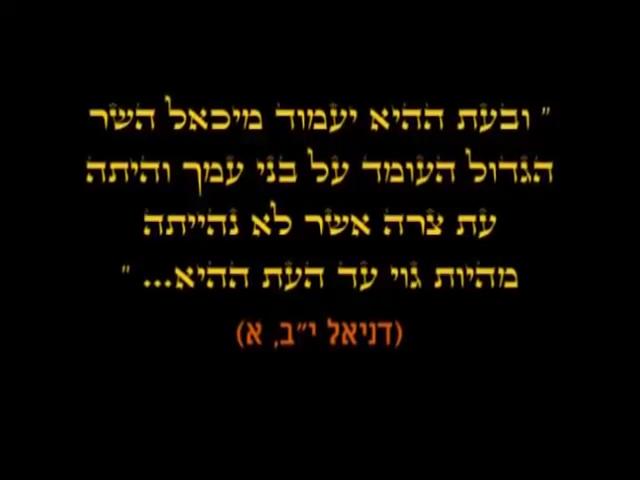 " ובעת ההיא יעמוד מיכאל השר
הגדול העומד על בני עמך והיתה
עת צרה אשר לא נהייתה
מהיות גוי עד העת ההיא... "
(דניאל י״ב, א)